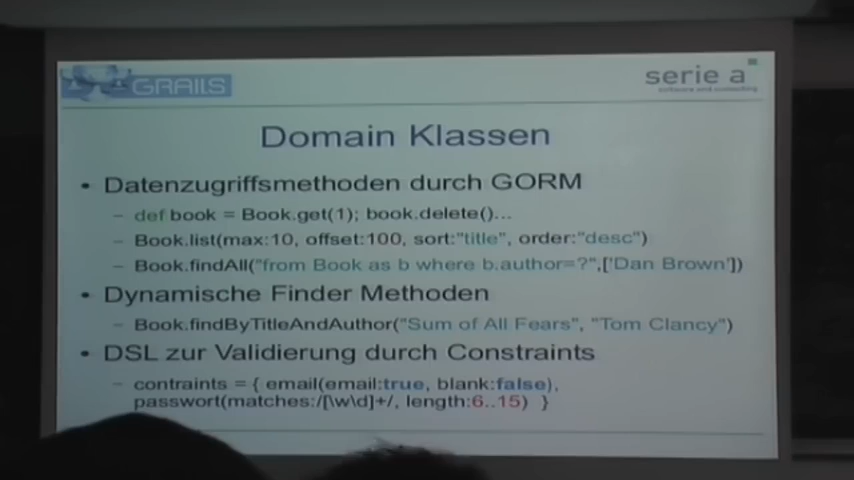 GRAILS
serie a
software and consulting
Domain Klassen
• Datenzugriffsmethoden durch GORM
– def book = Book.get(1); book.delete()...
– Book.list(max:10, offset:100, sort:"title", order:"desc")
– Book.findAll("from Book as b where b.author=?",['Dan Brown'])
• Dynamische Finder Methoden
– Book.findByTitleAndAuthor("Sum of All Fears", "Tom Clancy")
• DSL zur Validierung durch Constraints
– contraints = { email(email:true, blank:false),
passwort(matches:/[\w\d]+/, length:6..15) }